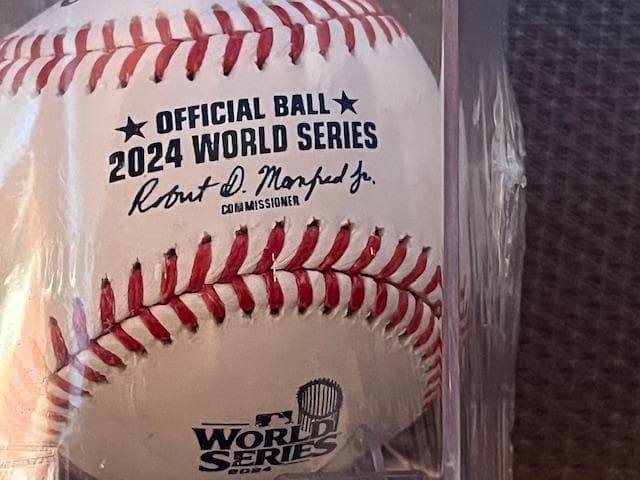 ★ OFFICIAL BALL ★
2024 WORLD SERIES
Robert D. Manfred Jr.
COMMISSIONER
WORLD
SERIES
2024